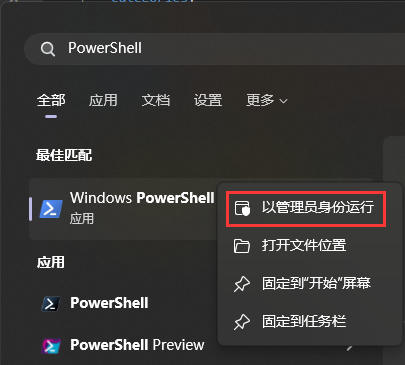 PowerShell
全部 应用 文档 设置 更多
最佳匹配
Windows PowerShell
应用
以管理员身份运行
打开文件位置
固定到“开始”屏幕
固定到任务栏
应用
PowerShell
PowerShell Preview